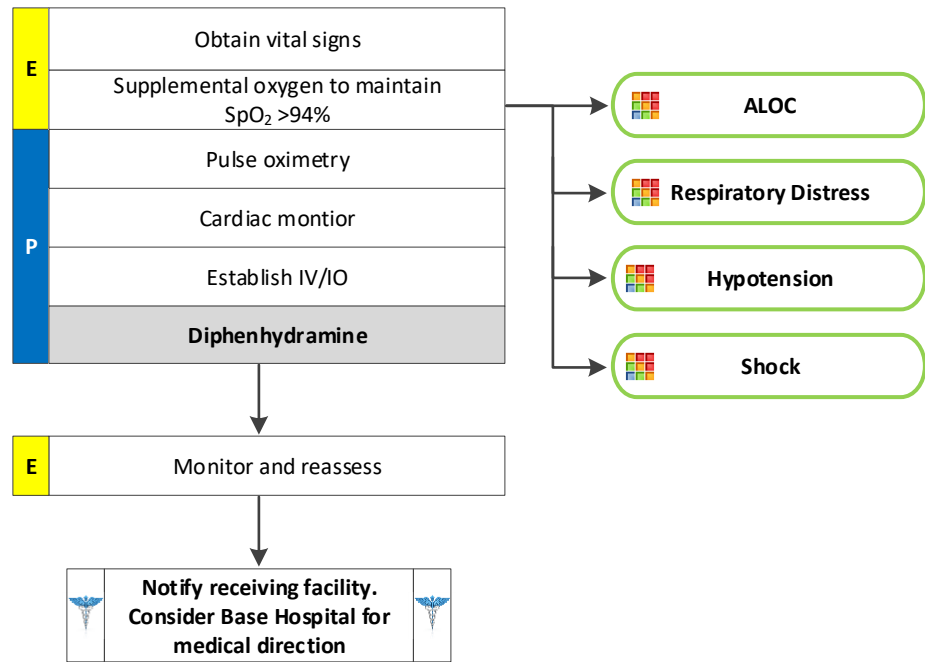 E
Obtain vital signs
Supplemental oxygen to maintain
SpO₂ >94%
P
Pulse oximetry
Cardiac montior
Establish IV/IO
Diphenhydramine
ALOC
Respiratory Distress
Hypotension
Shock
E
Monitor and reassess
Notify receiving facility.
Consider Base Hospital for
medical direction